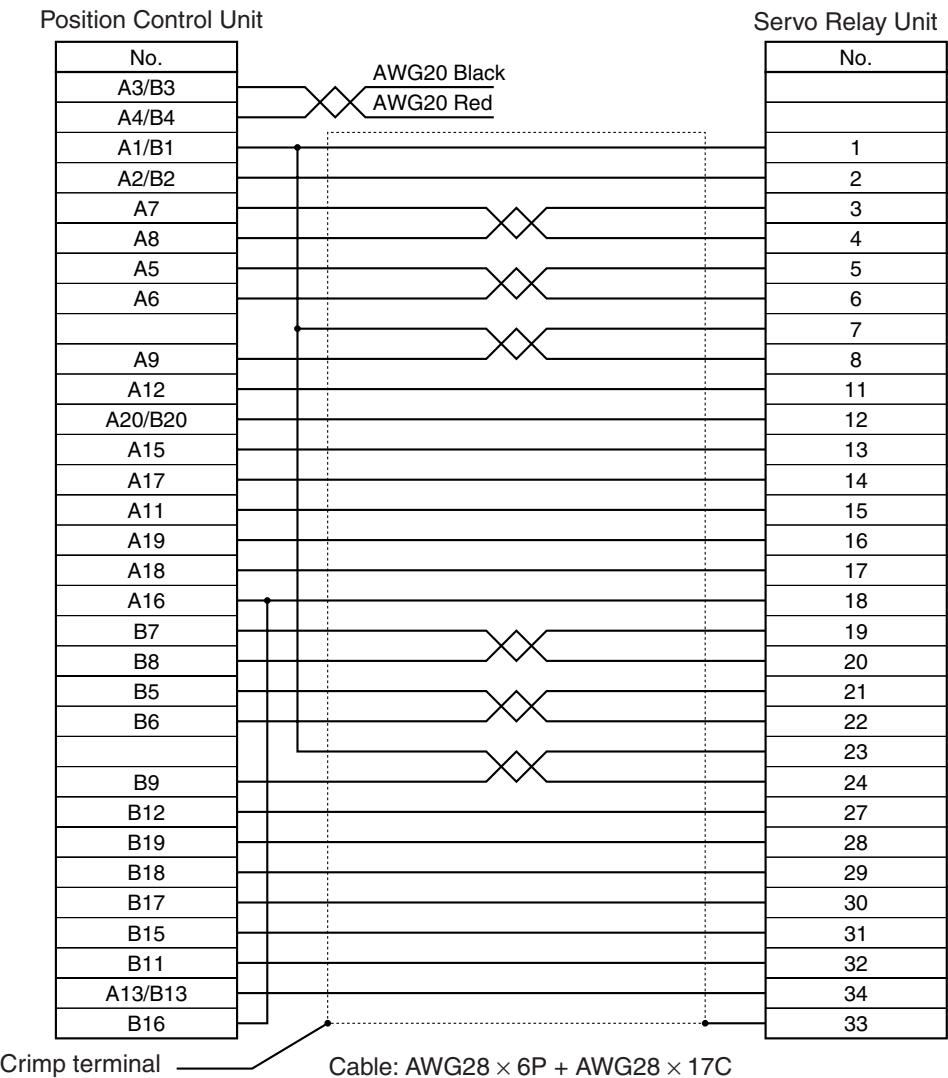 Position Control Unit Servo Relay Unit
No. No.
A3/B3 AWG20 Black
A4/B4 AWG20 Red
A1/B1 1
A2/B2 2
A7 3
A8 4
A5 5
A6 6
7
A9 8
A12 11
A20/B20 12
A15 13
A17 14
A11 15
A19 16
A18 17
A16 18
B7 19
B8 20
B5 21
B6 22
23
B9 24
B12 27
B19 28
B18 29
B17 30
B15 31
B11 32
A13/B13 34
B16 33
Crimp terminal Cable: AWG28 × 6P + AWG28 × 17C